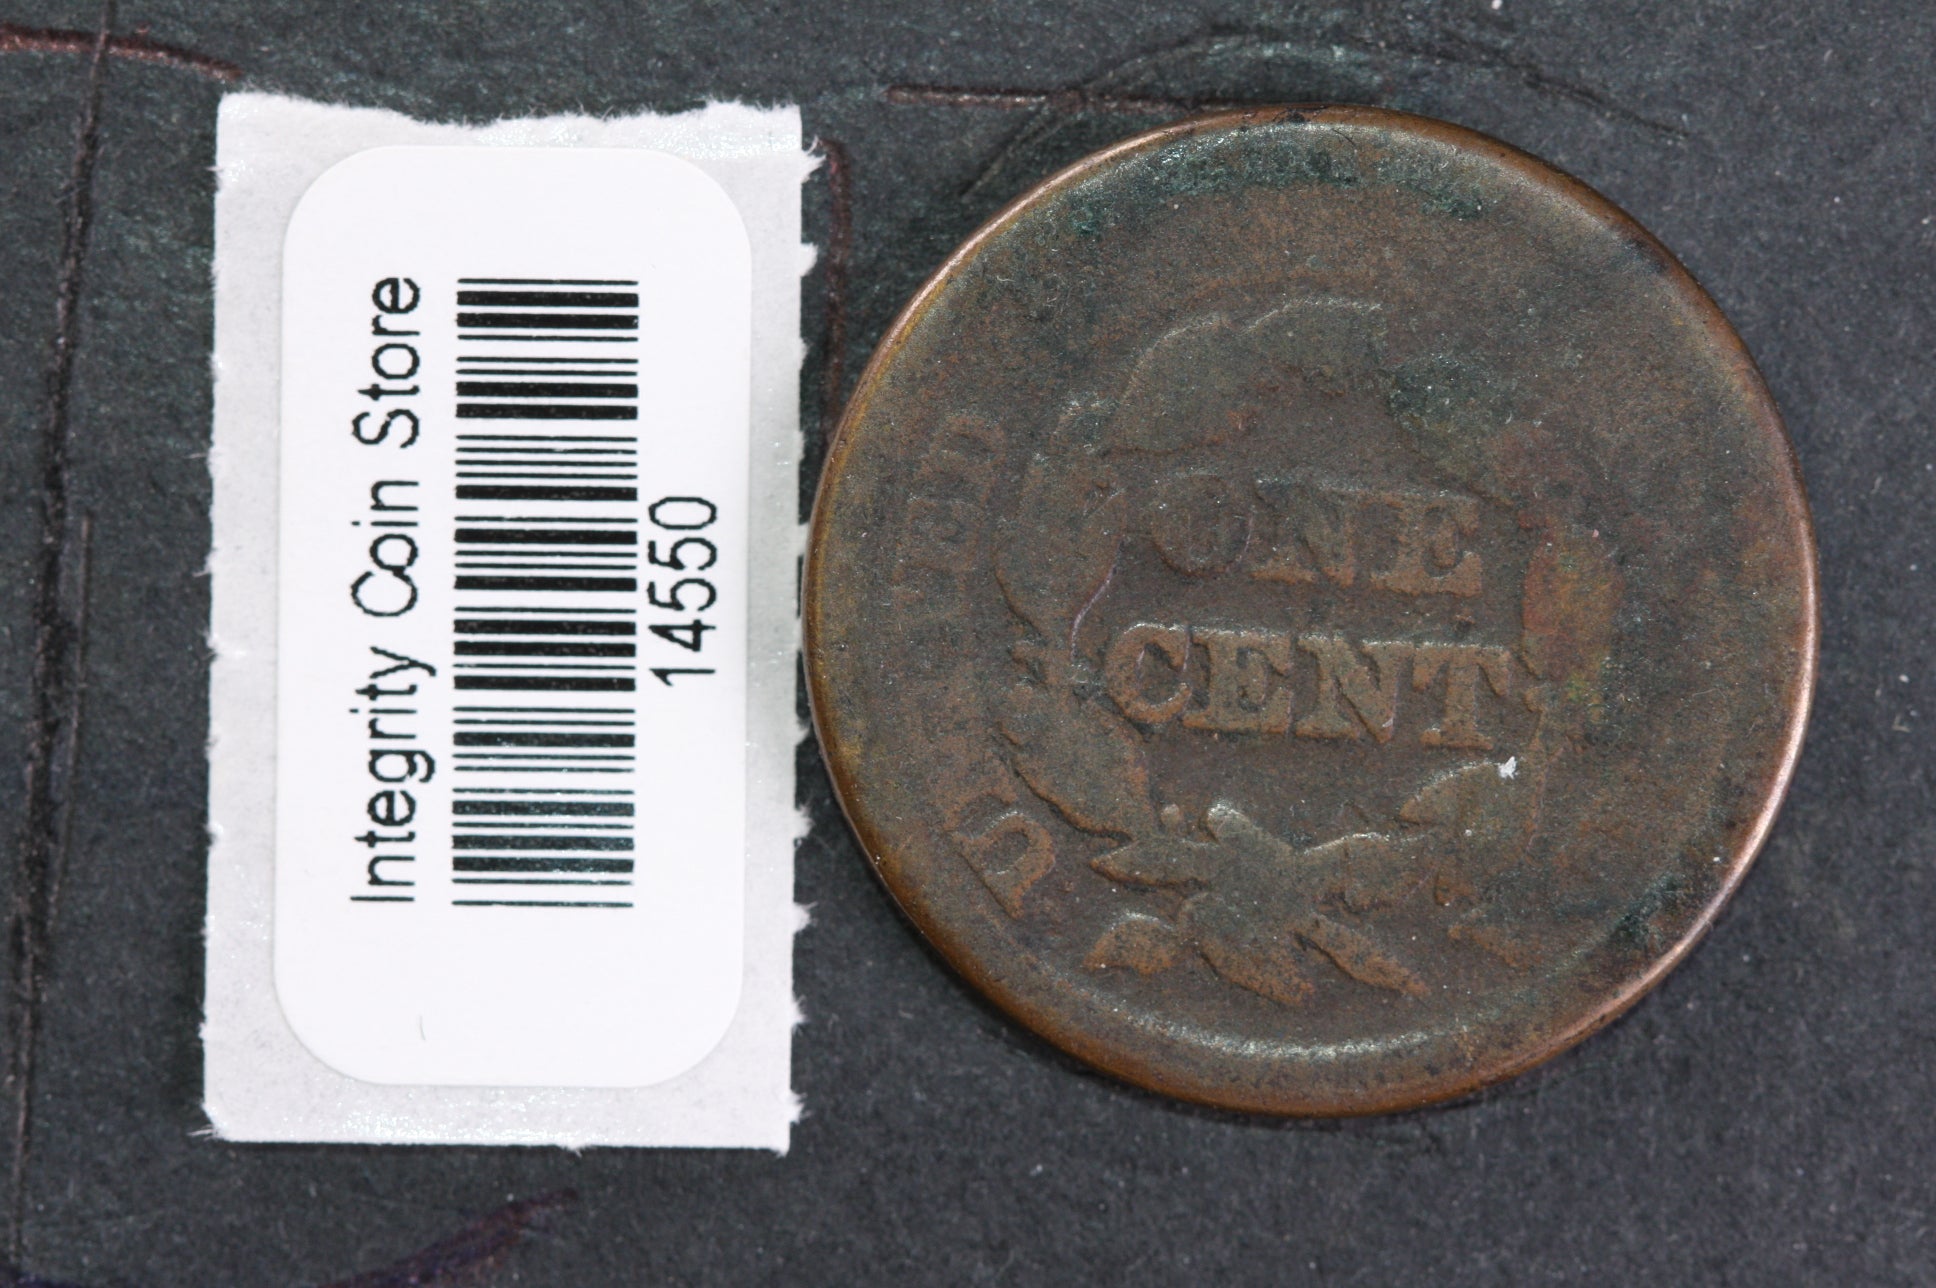 Integrity Coin Store
14550
ONE
CENT
U